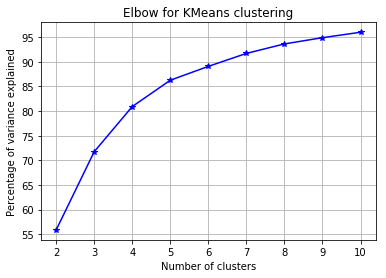 Elbow for KMeans clustering
Percentage of variance explained
95
90
85
80
75
70
65
60
55
2 3 4 5 6 7 8 9 10
Number of clusters